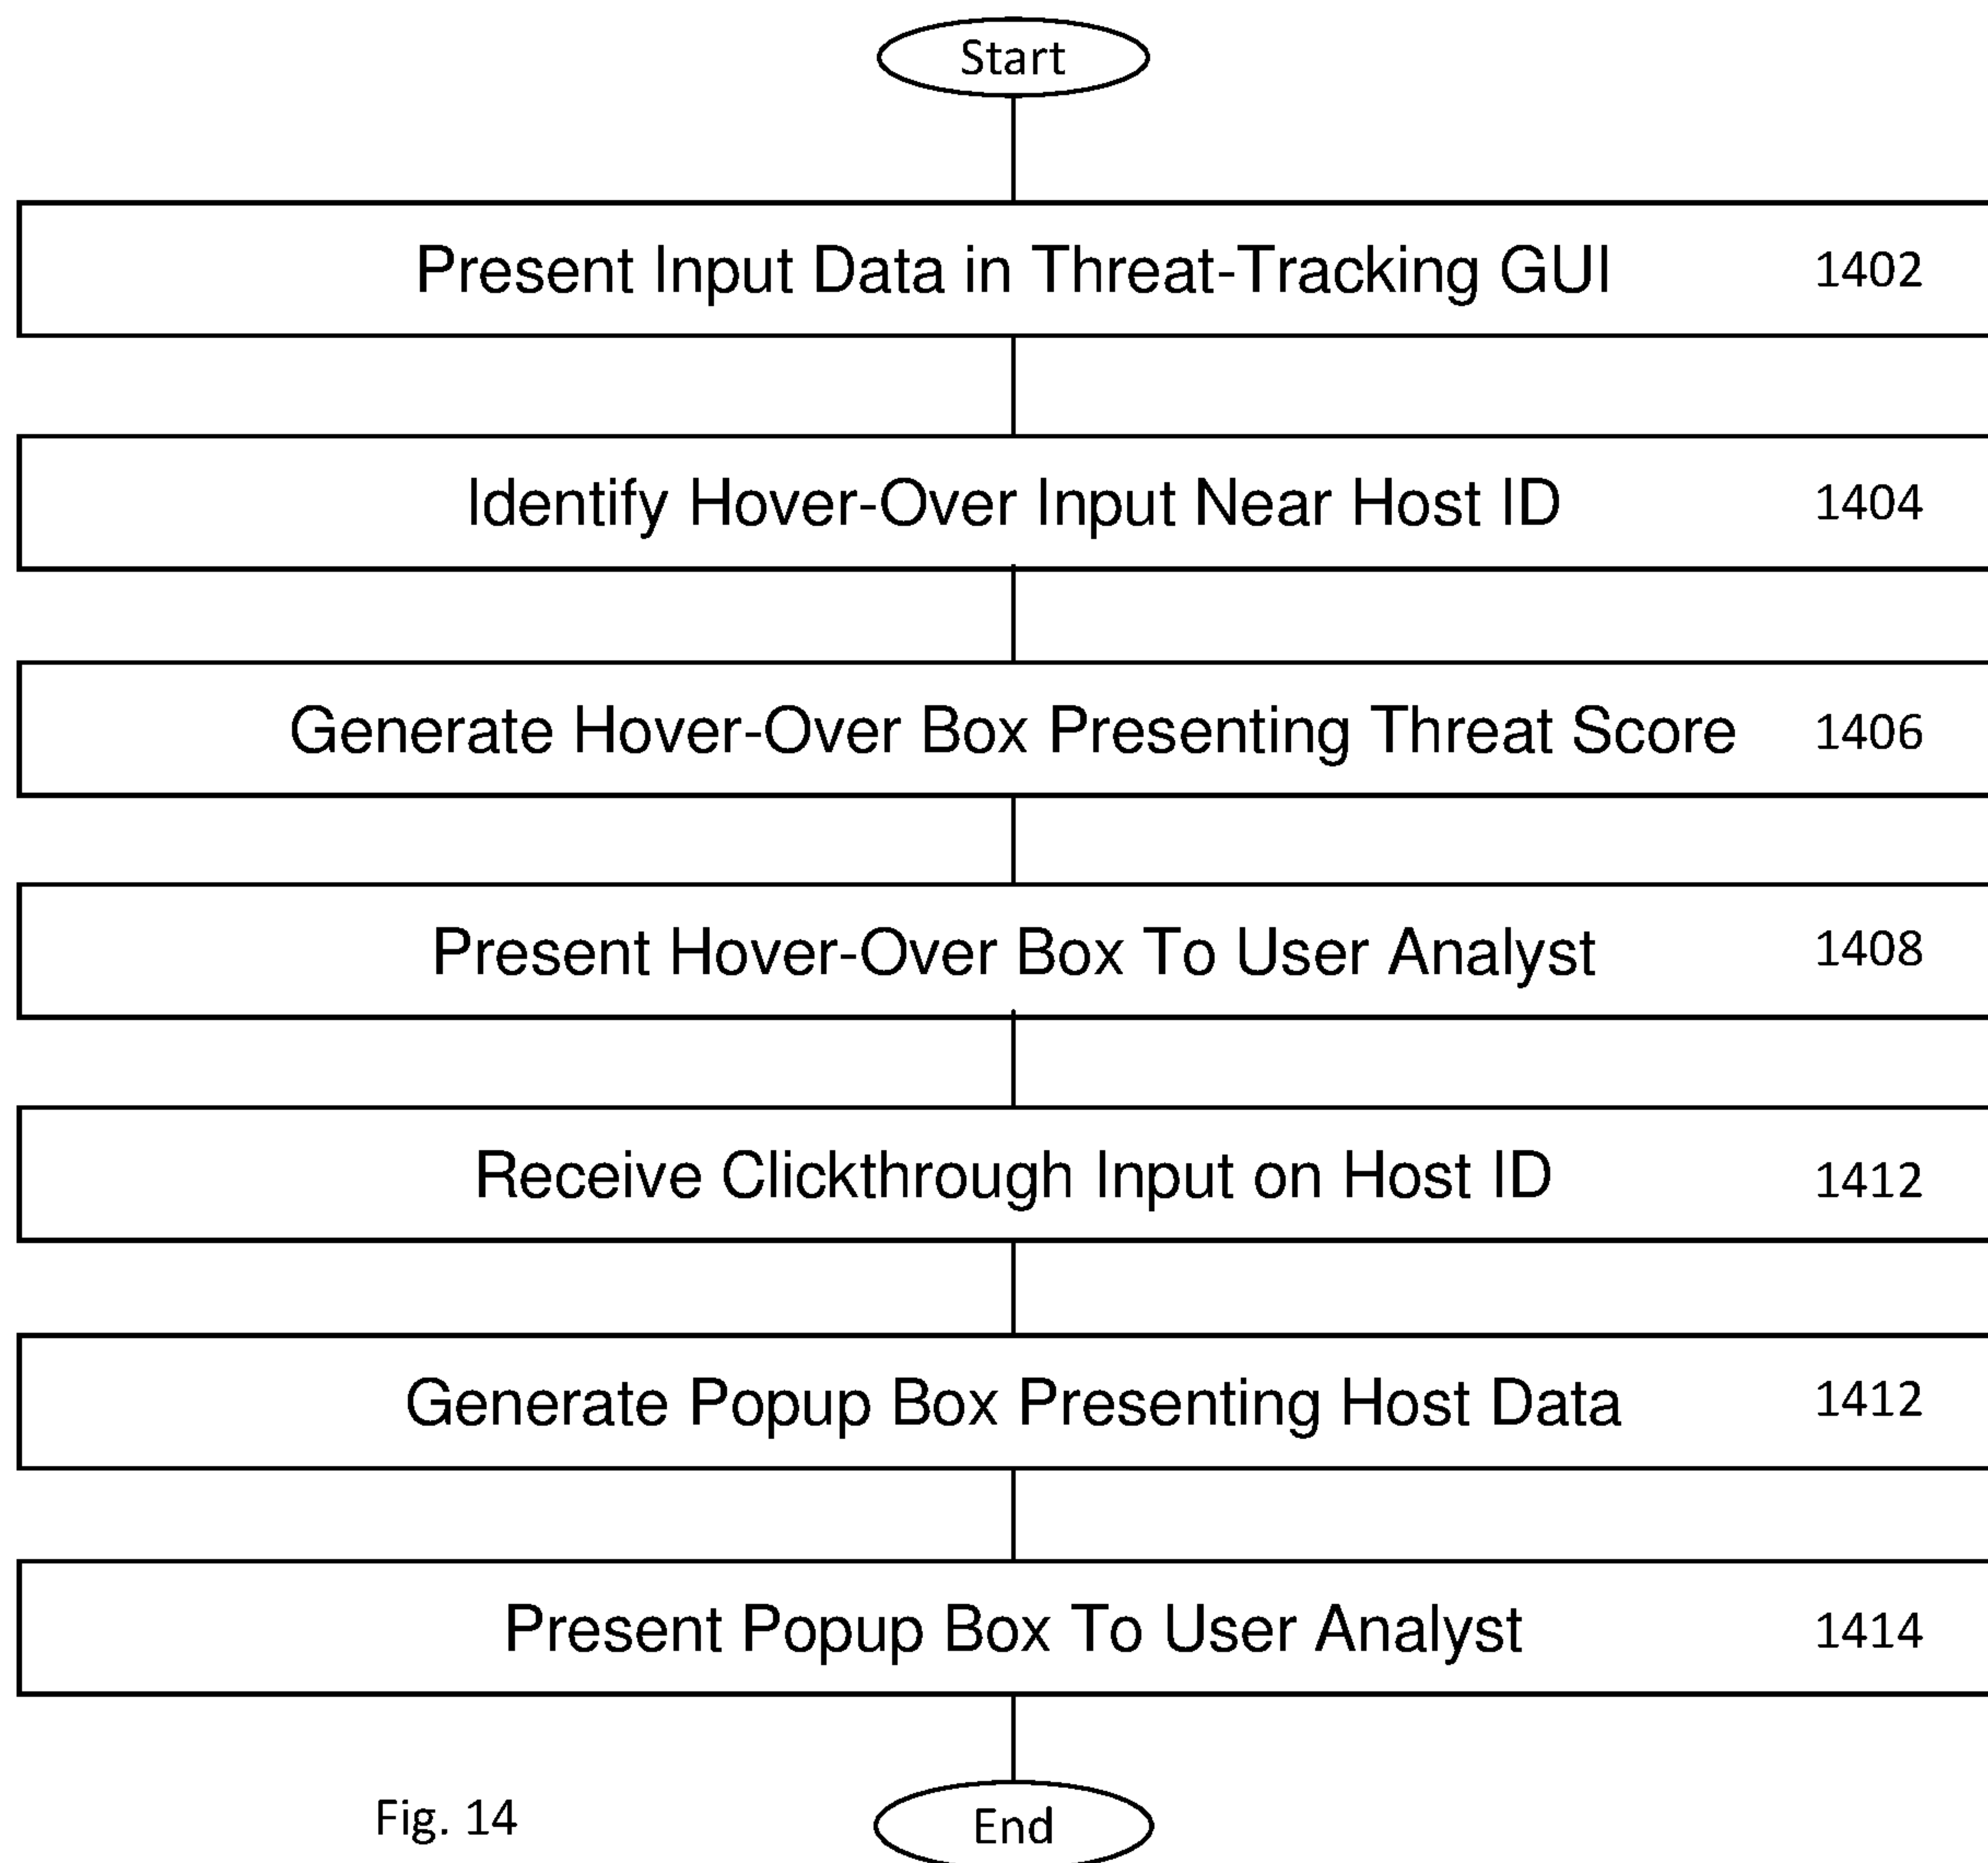 Start
Present Input Data in Threat-Tracking GUI 1402
Identify Hover-Over Input Near Host ID 1404
Generate Hover-Over Box Presenting Threat Score 1406
Present Hover-Over Box To User Analyst 1408
Receive Clickthrough Input on Host ID 1412
Generate Popup Box Presenting Host Data 1412
Present Popup Box To User Analyst 1414
Fig. 14
End